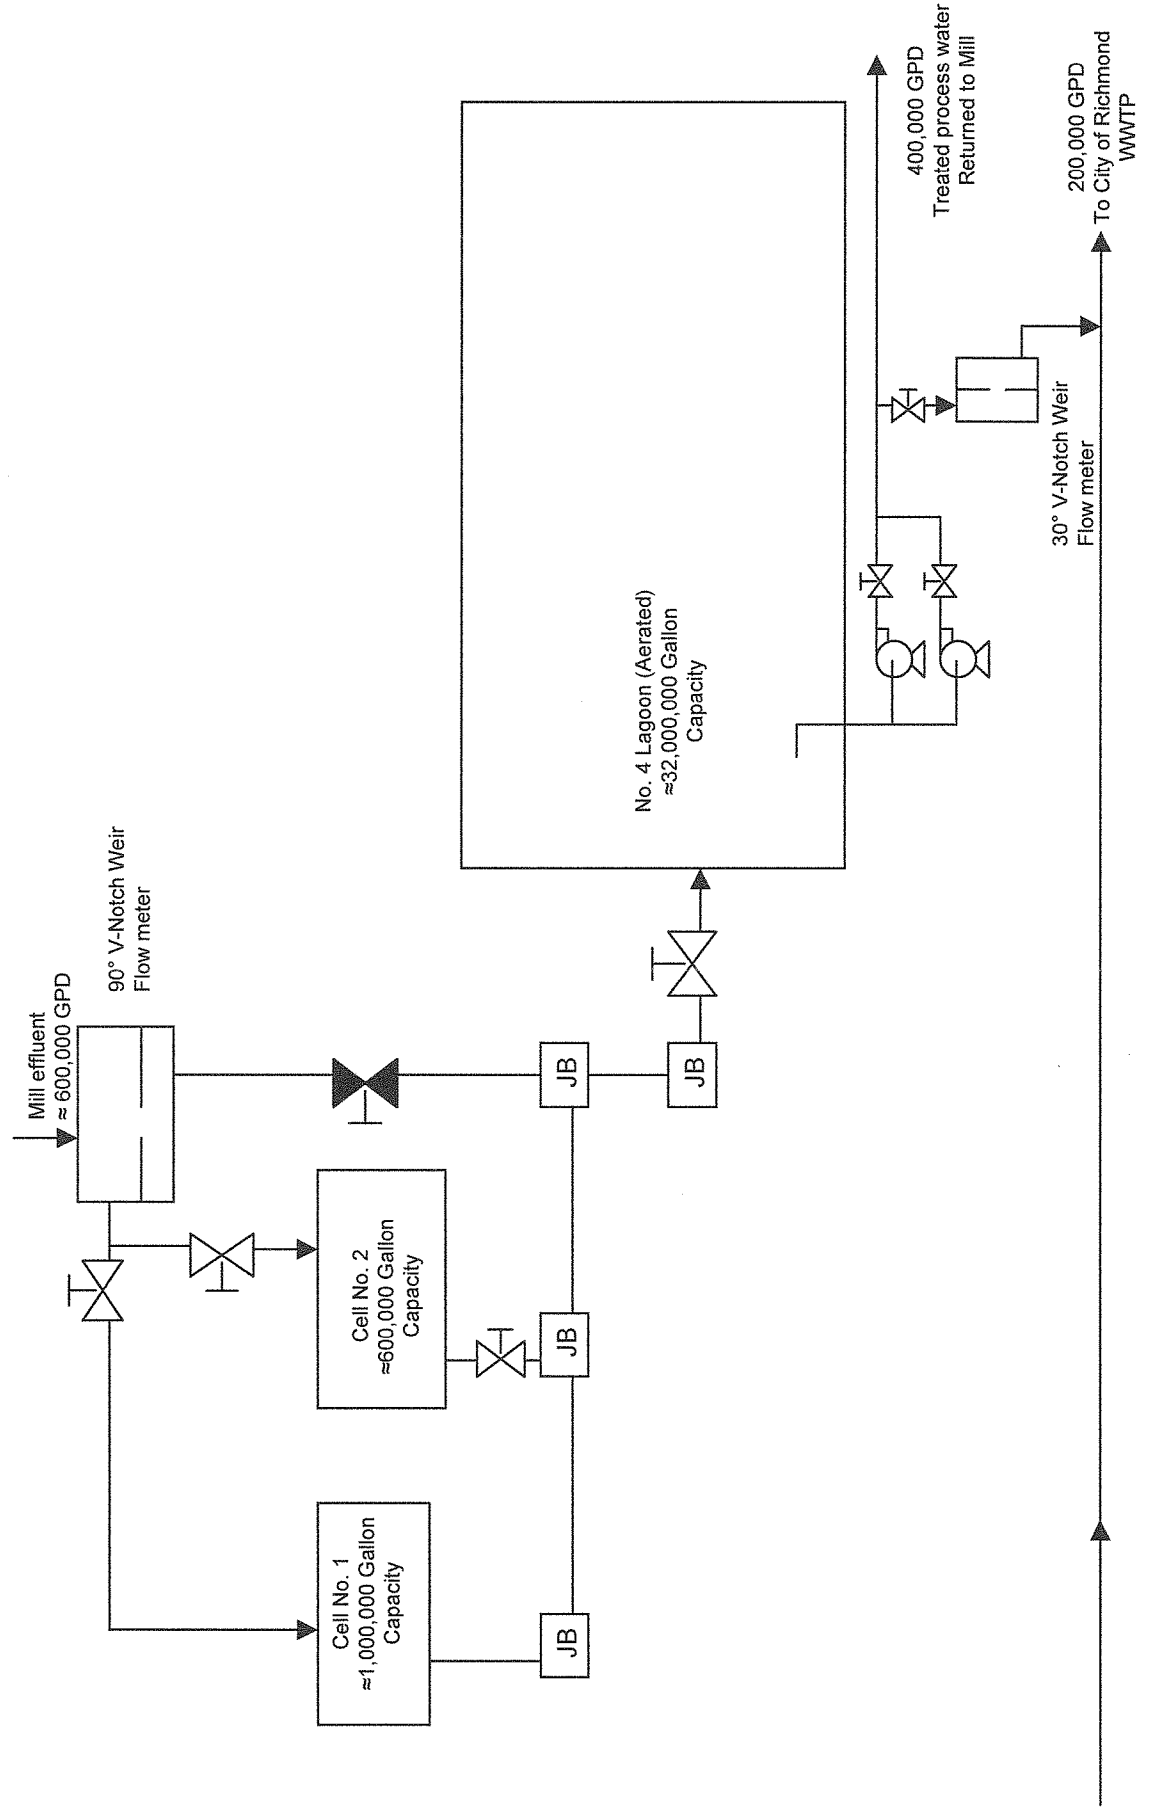 Mill effluent
≈ 600,000 GPD
90° V-Notch Weir
Flow meter
Cell No. 1
≈1,000,000 Gallon
Capacity
Cell No. 2
≈600,000 Gallon
Capacity
JB
JB
JB
JB
No. 4 Lagoon (Aerated)
≈32,000,000 Gallon
Capacity
400,000 GPD
Treated process water
Returned to Mill
30° V-Notch Weir
Flow meter
200,000 GPD
To City of Richmond
WWTP